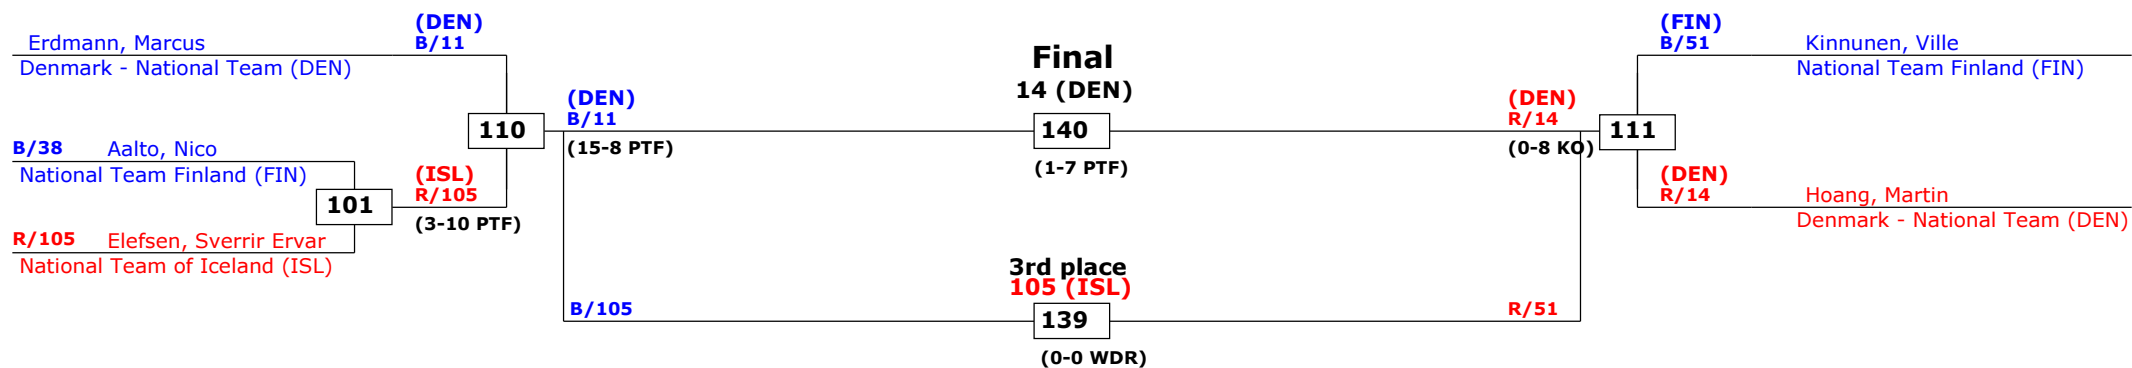 (DEN)
B/11
Erdmann, Marcus
Denmark - National Team (DEN)
110
B/38 Aalto, Nico
National Team Finland (FIN)
101
(ISL)
R/105
(3-10 PTF)
R/105 Elefsen, Sverrir Ervar
National Team of Iceland (ISL)
(DEN)
B/11
(15-8 PTF)
Final
14 (DEN)
140
(1-7 PTF)
B/105
3rd place
105 (ISL)
139
(0-0 WDR)
R/51
(DEN)
R/14
(0-8 KO)
111
(FIN)
B/51 Kinnunen, Ville
National Team Finland (FIN)
(DEN)
R/14 Hoang, Martin
Denmark - National Team (DEN)